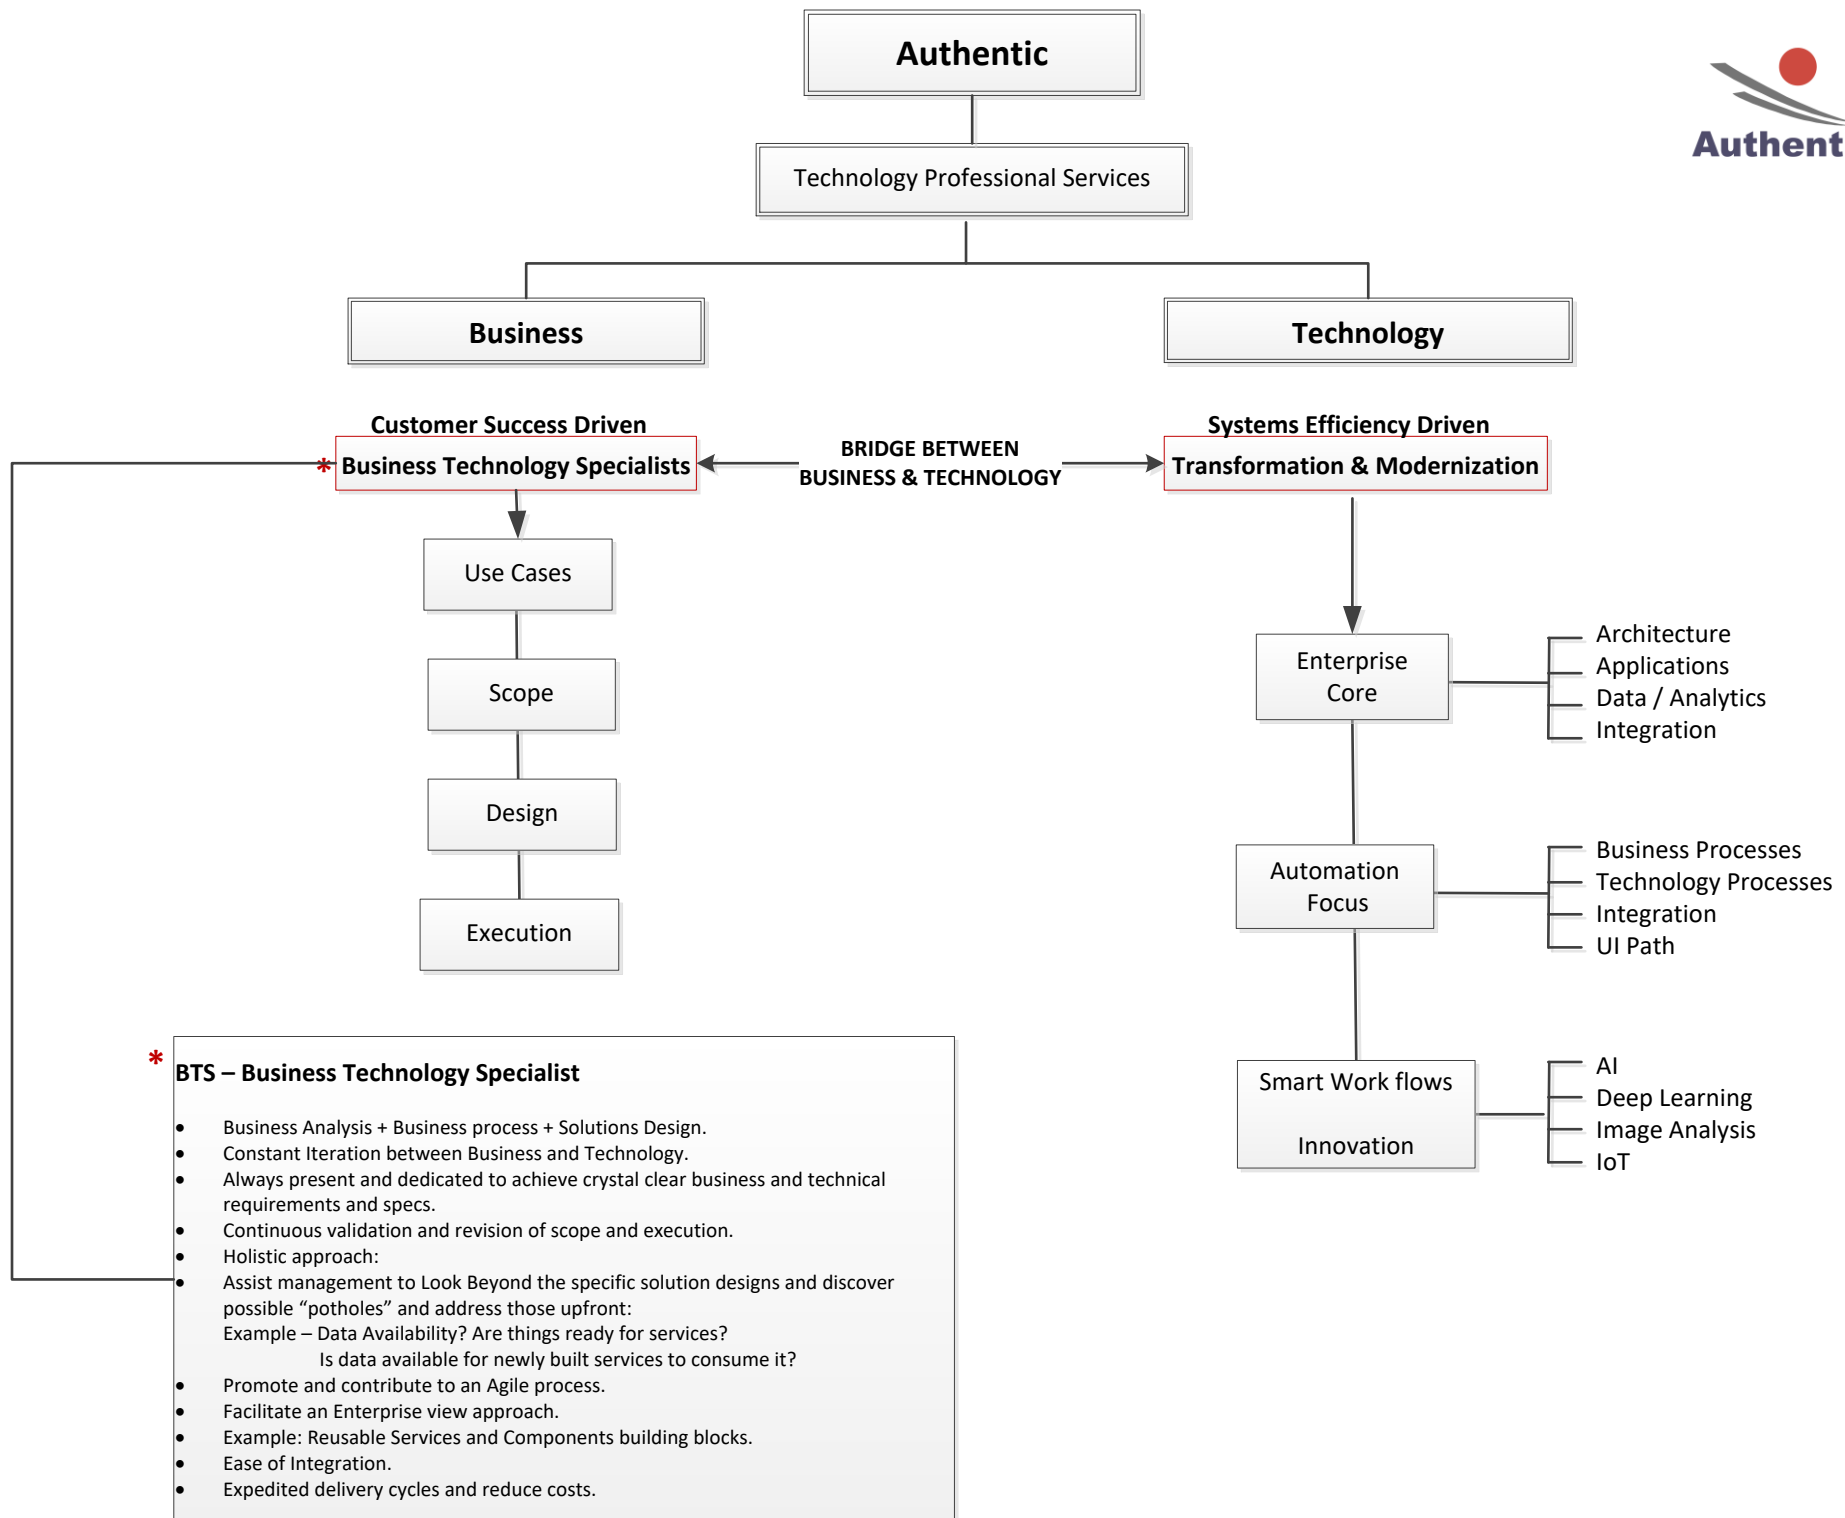 Authentic
Authent
Technology Professional Services
Business
Technology
Customer Success Driven
* Business Technology Specialists
BRIDGE BETWEEN
BUSINESS & TECHNOLOGY
Systems Efficiency Driven
Transformation & Modernization
Use Cases
Scope
Design
Execution
Enterprise
Core
Architecture
Applications
Data / Analytics
Integration
Automation
Focus
Business Processes
Technology Processes
Integration
UI Path
Smart Work flows
Innovation
AI
Deep Learning
Image Analysis
IoT
* BTS – Business Technology Specialist
• Business Analysis + Business process + Solutions Design.
• Constant Iteration between Business and Technology.
• Always present and dedicated to achieve crystal clear business and technical
requirements and specs.
• Continuous validation and revision of scope and execution.
• Holistic approach:
• Assist management to Look Beyond the specific solution designs and discover
possible “potholes” and address those upfront:
Example – Data Availability? Are things ready for services?
Is data available for newly built services to consume it?
• Promote and contribute to an Agile process.
• Facilitate an Enterprise view approach.
• Example: Reusable Services and Components building blocks.
• Ease of Integration.
• Expedited delivery cycles and reduce costs.